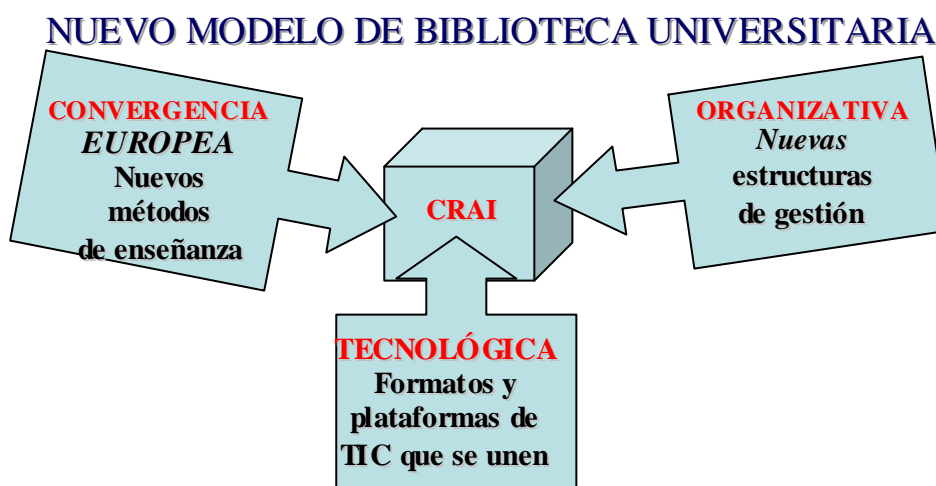 NUEVO MODELO DE BIBLIOTECA UNIVERSITARIA
CONVERGENCIA
EUROPEA
Nuevos
métodos
de enseñanza
CRAI
ORGANIZATIVA
Nuevas
estructuras
de gestión
TECNOLÓGICA
Formatos y
plataformas de
TIC que se unen